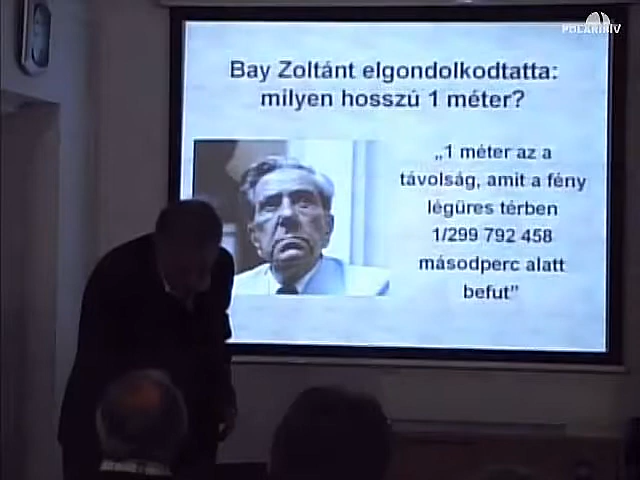 POLARISTV
Bay Zoltánt elgondolkodtatta:
milyen hosszú 1 méter?
„1 méter az a
távolság, amit a fény
légüres térben
1/299 792 458
másodperc alatt
befut”